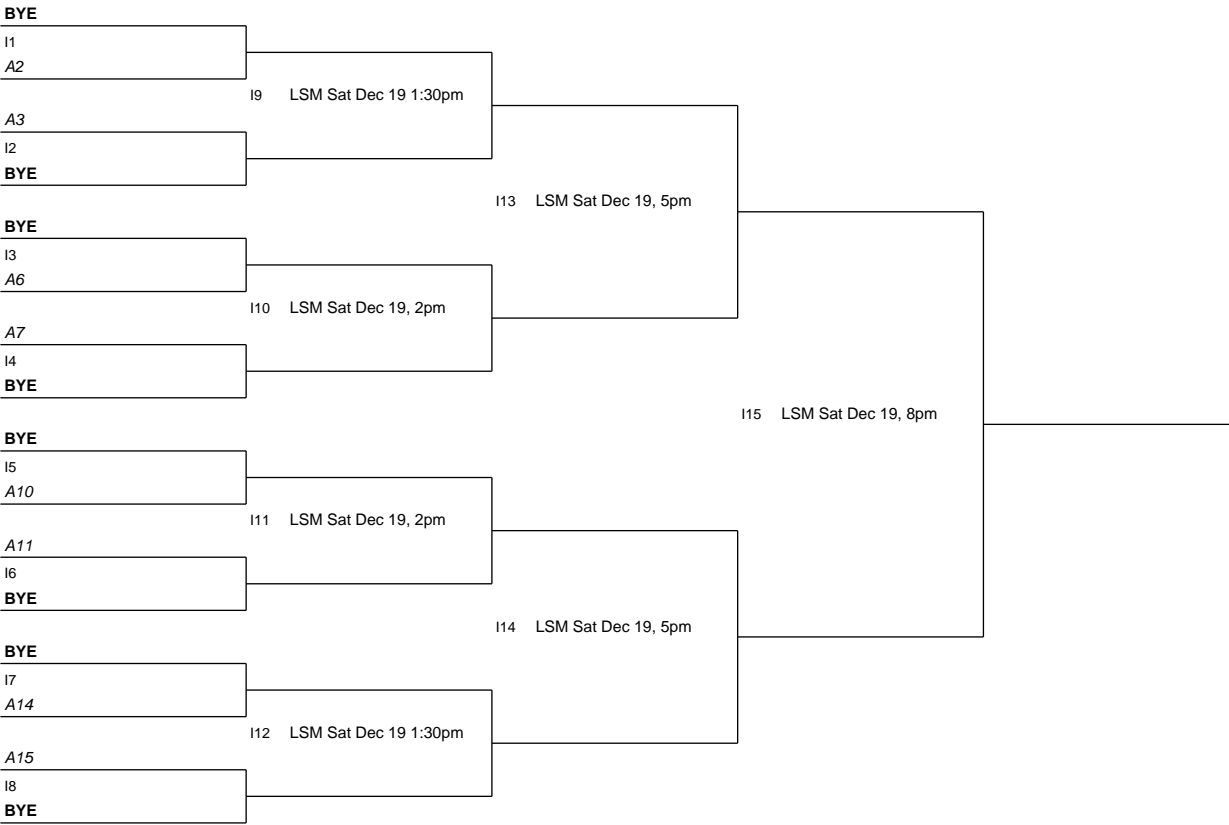 BYE
I1
A2
I9 LSM Sat Dec 19 1:30pm
A3
I2
BYE
I13 LSM Sat Dec 19, 5pm
BYE
I3
A6
I10 LSM Sat Dec 19, 2pm
A7
I4
BYE
I15 LSM Sat Dec 19, 8pm
BYE
I5
A10
I11 LSM Sat Dec 19, 2pm
A11
I6
BYE
I14 LSM Sat Dec 19, 5pm
BYE
I7
A14
I12 LSM Sat Dec 19 1:30pm
A15
I8
BYE